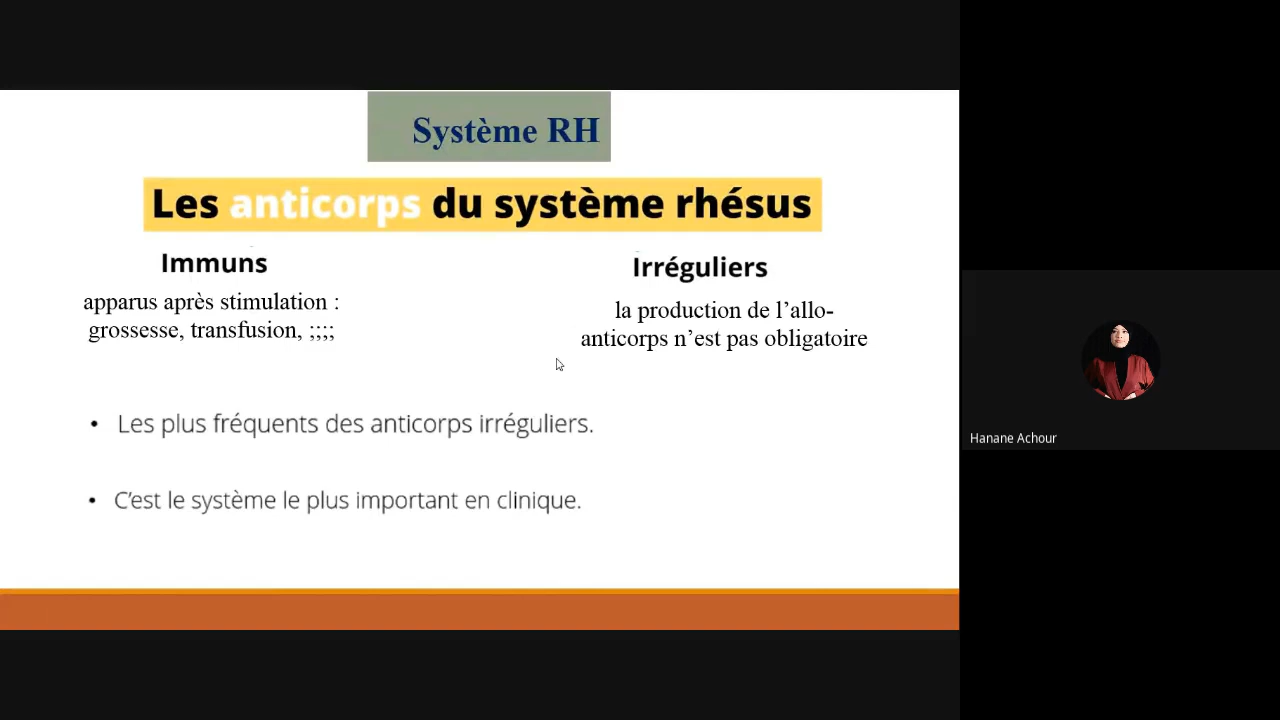 Système RH
Les anticorps du système rhésus
Immuns
apparus après stimulation :
grossesse, transfusion, ;;;;
Irréguliers
la production de l’allo-
anticorps n’est pas obligatoire
• Les plus fréquents des anticorps irréguliers.
• C’est le système le plus important en clinique.
Hanane Achour